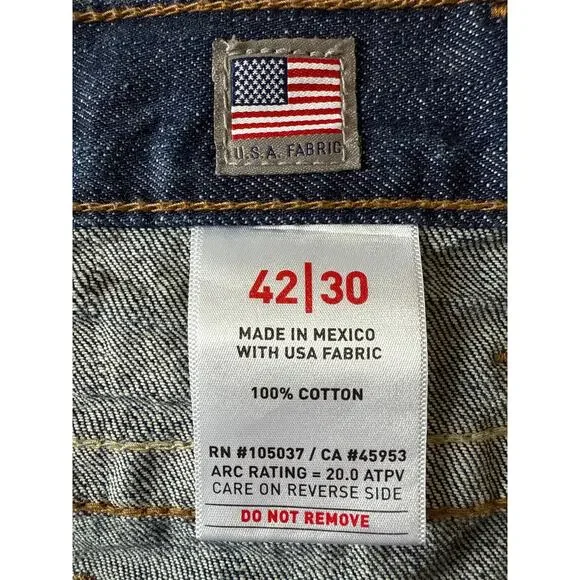 U.S.A. FABRIC
42|30
MADE IN MEXICO
WITH USA FABRIC
100% COTTON
RN #105037 / CA #45953
ARC RATING = 20.0 ATPV
CARE ON REVERSE SIDE
DO NOT REMOVE